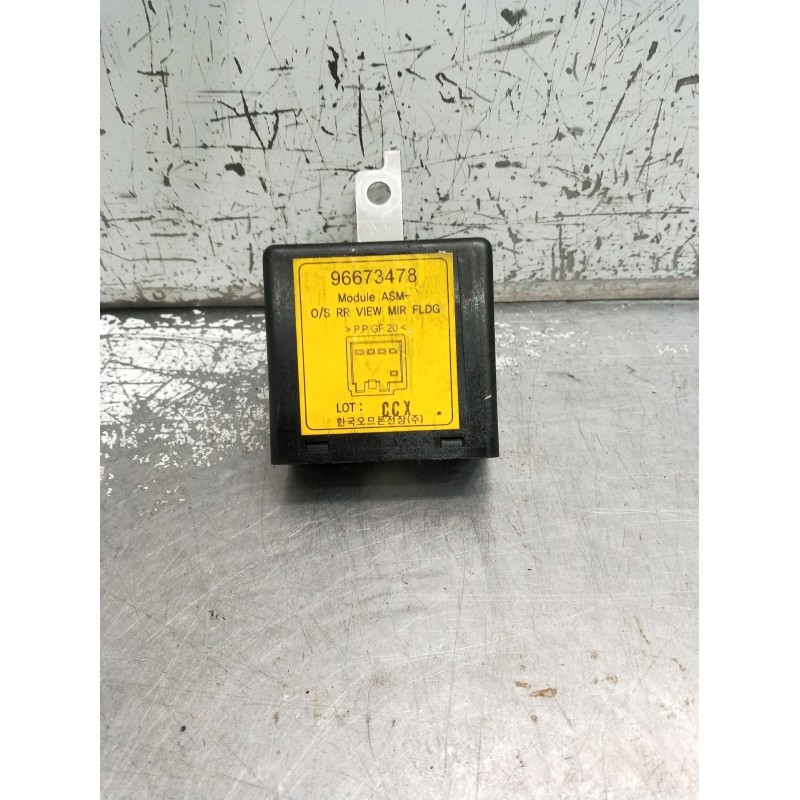 96673478
Module ASM-
O/S RR VIEW MIR FLDG
>P.P.GF.20<
LOT: CCX
한국오므론전장(주)